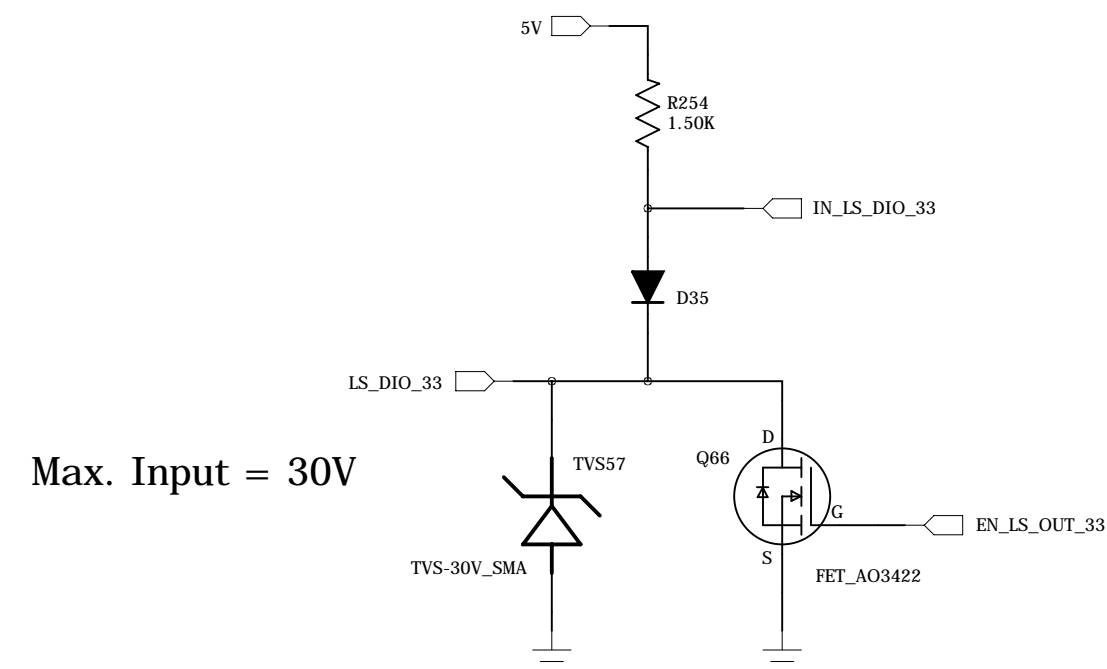 5V
R254
1.50K
IN_LS_DIO_33
D35
LS_DIO_33
D
Max. Input = 30V
TVS57
Q66
G
EN_LS_OUT_33
S
TVS-30V_SMA
FET_AO3422